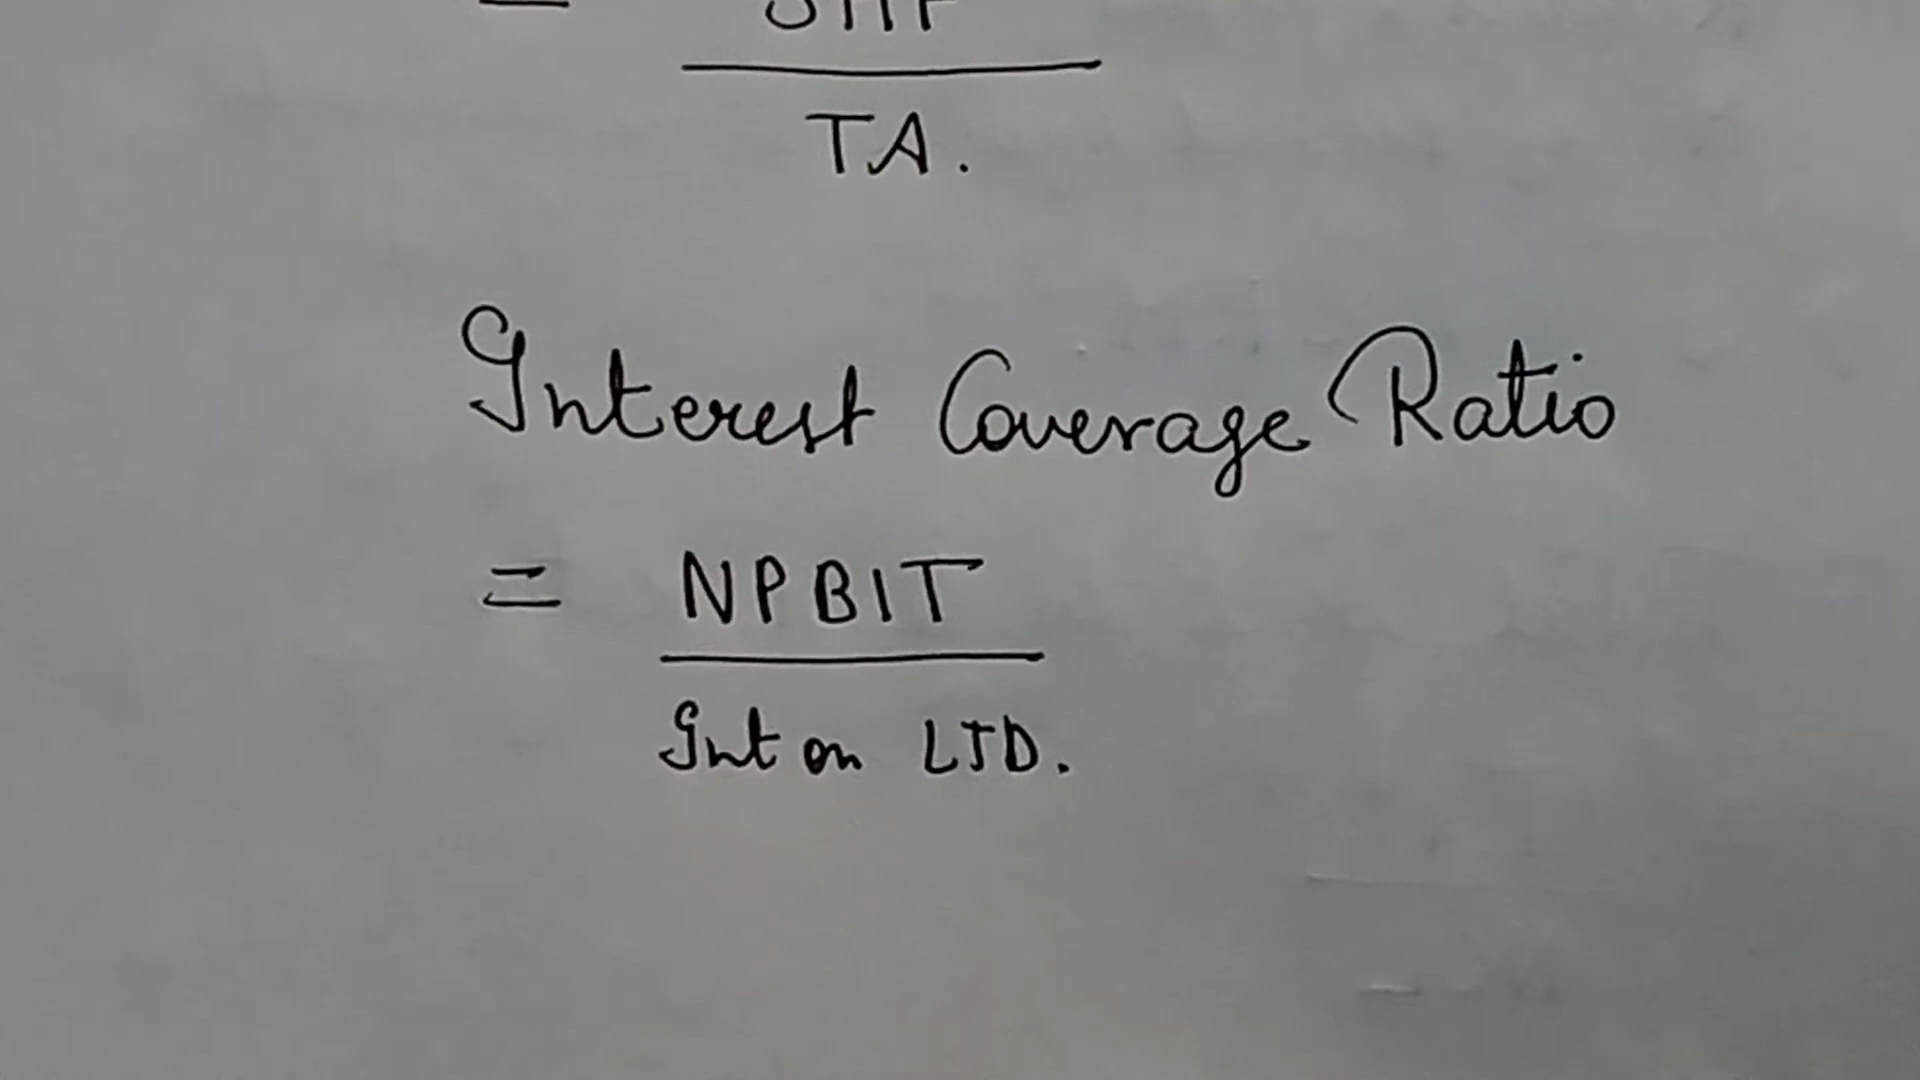 =
TA.
Interest Coverage Ratio
= NPBIT
Int on LTD.